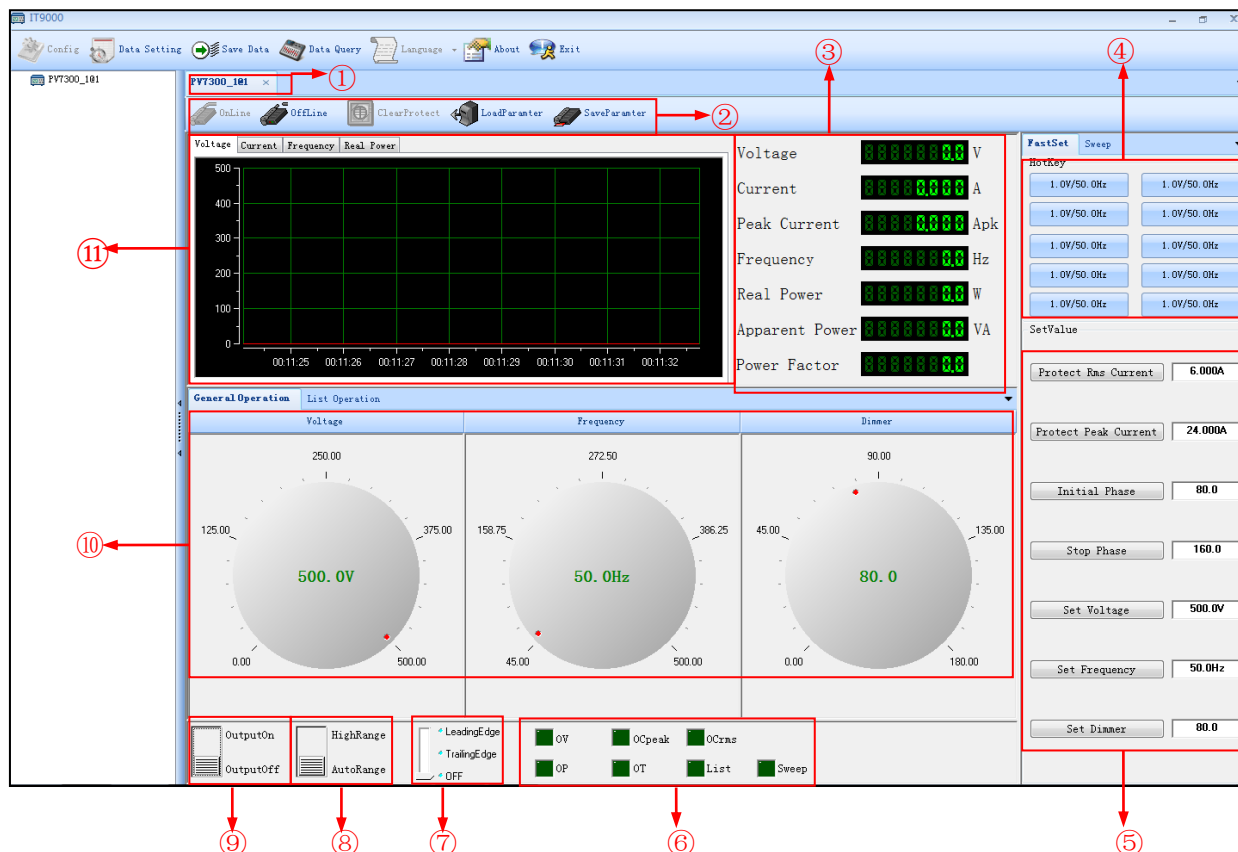 IT9000
Config Data Setting Save Data Data Query Language About Exit
PV7300_1@1
PV7300_1@1 ×
①
OnLine OffLine ClearProtect LoadParamter SaveParamter
②
③
④
Voltage Current Frequency Real Power
500
400
300
200
100
0
00:11:25 00:11:26 00:11:27 00:11:28 00:11:29 00:11:30 00:11:31 00:11:32
⑪
Voltage 0.0 V
Current 0.000 A
Peak Current 0.000 Apk
Frequency 0.0 Hz
Real Power 0.0 W
Apparent Power 0.0 VA
Power Factor 0.0
FastSet Sweep
HotKey
1.0V/50.0Hz 1.0V/50.0Hz
1.0V/50.0Hz 1.0V/50.0Hz
1.0V/50.0Hz 1.0V/50.0Hz
1.0V/50.0Hz 1.0V/50.0Hz
1.0V/50.0Hz 1.0V/50.0Hz
SetValue
Protect Rms Current 6.000A
Protect Peak Current 24.000A
Initial Phase 80.0
Stop Phase 160.0
Set Voltage 500.0V
Set Frequency 50.0Hz
Set Dimmer 80.0
⑤
General Operation List Operation
Voltage Frequency Dimmer
250.00
125.00 375.00
500.0V
0.00 500.00
272.50
158.75 386.25
50.0Hz
45.00 500.00
90.00
45.00 135.00
80.0
0.00 180.00
⑩
OutputOn
OutputOff
HighRange
AutoRange
LeadingEdge
TrailingEdge
OFF
OV OCpeak OCrms
OP OT List Sweep
⑨ ⑧ ⑦ ⑥